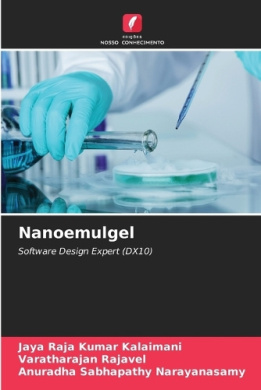 edições
NOSSO CONHECIMENTO
Nanoemulgel
Software Design Expert (DX10)
Jaya Raja Kumar Kalaimani
Varatharajan Rajavel
Anuradha Sabhapathy Narayanasamy